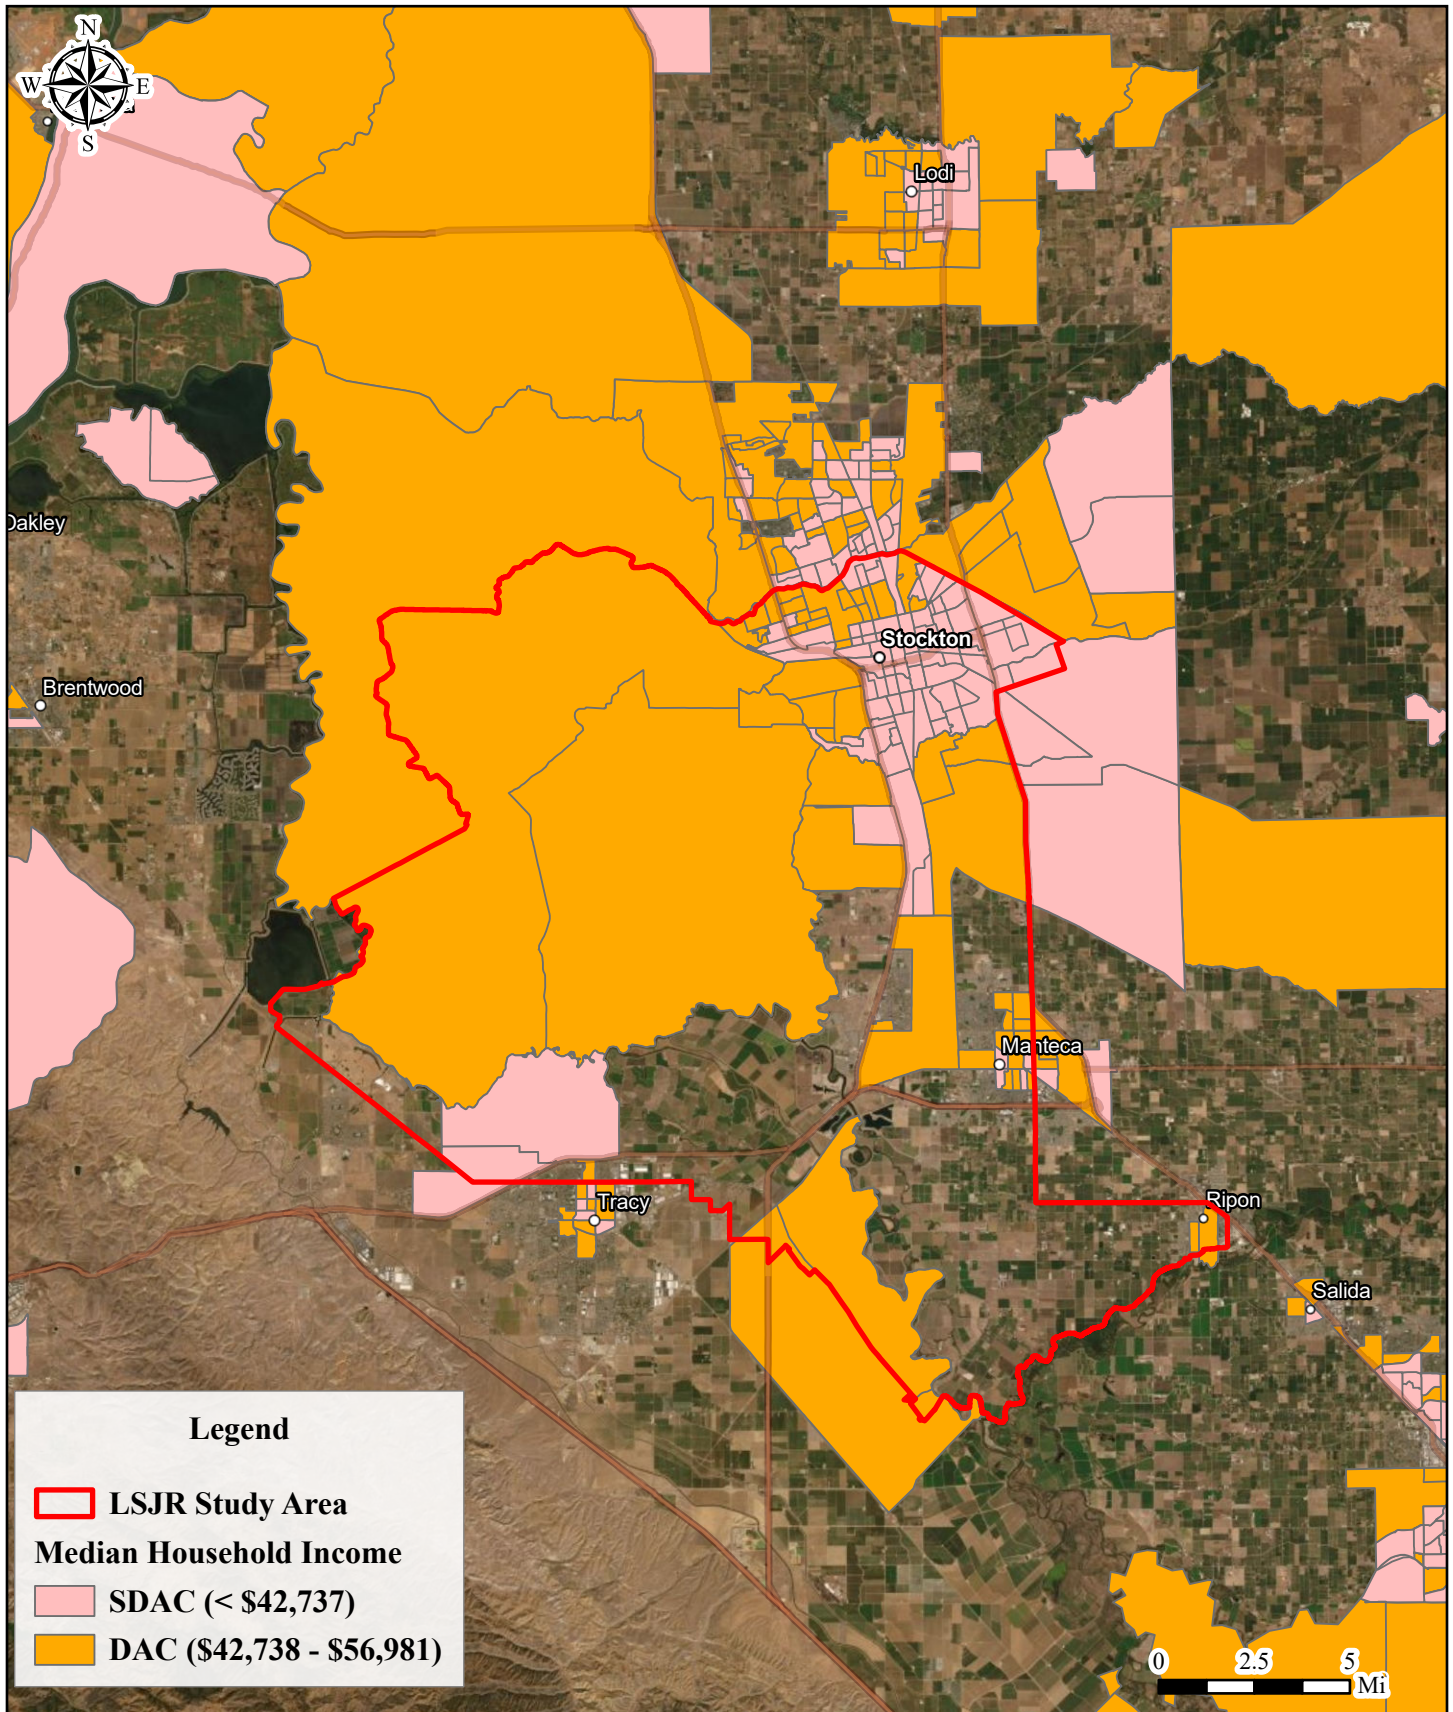 N
W E
S
Lodi
Oakley
Stockton
Brentwood
Manteca
Tracy
Ripon
Salida
Legend
LSJR Study Area
Median Household Income
SDAC (< $42,737)
DAC ($42,738 - $56,981)
0 2.5 5
Mi